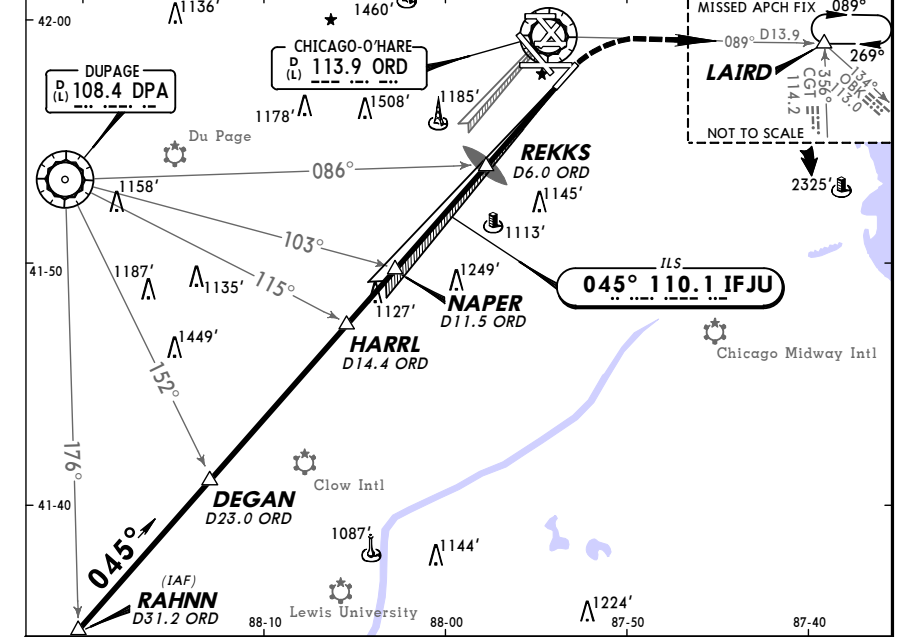 42-00
1136'
1460'
MISSED APCH FIX
089°
089° D13.9
269°
LAIRD
134°
OBK
113.0
356°
CGT
114.2
NOT TO SCALE
2325'
CHICAGO-O'HARE
D
(L) 113.9 ORD
DUPAGE
D
(L) 108.4 DPA
1178'
1508'
1185'
Du Page
REKKS
D6.0 ORD
086°
1158'
1145'
1113'
103°
41-50
1187'
1135'
115°
1249'
1127'
NAPER
D11.5 ORD
ILS
045° 110.1 IFJU
HARRL
D14.4 ORD
1449'
Chicago Midway Intl
152°
176°
Clow Intl
DEGAN
D23.0 ORD
41-40
045°
1087'
1144'
(IAF)
RAHNN
D31.2 ORD
Lewis University
1224'
88-10
88-00
87-50
87-40